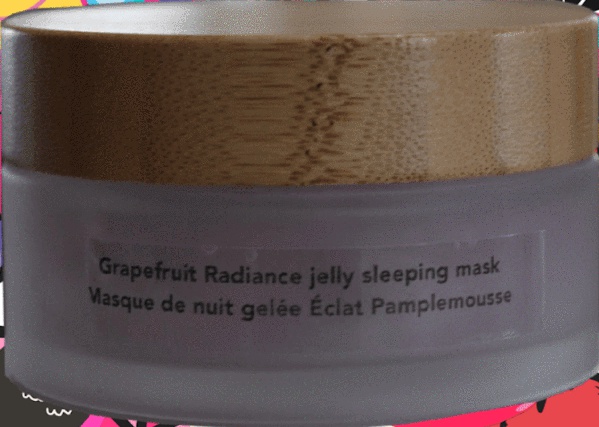 Grapefruit Radiance jelly sleeping mask
Masque de nuit gelée Éclat Pamplemousse